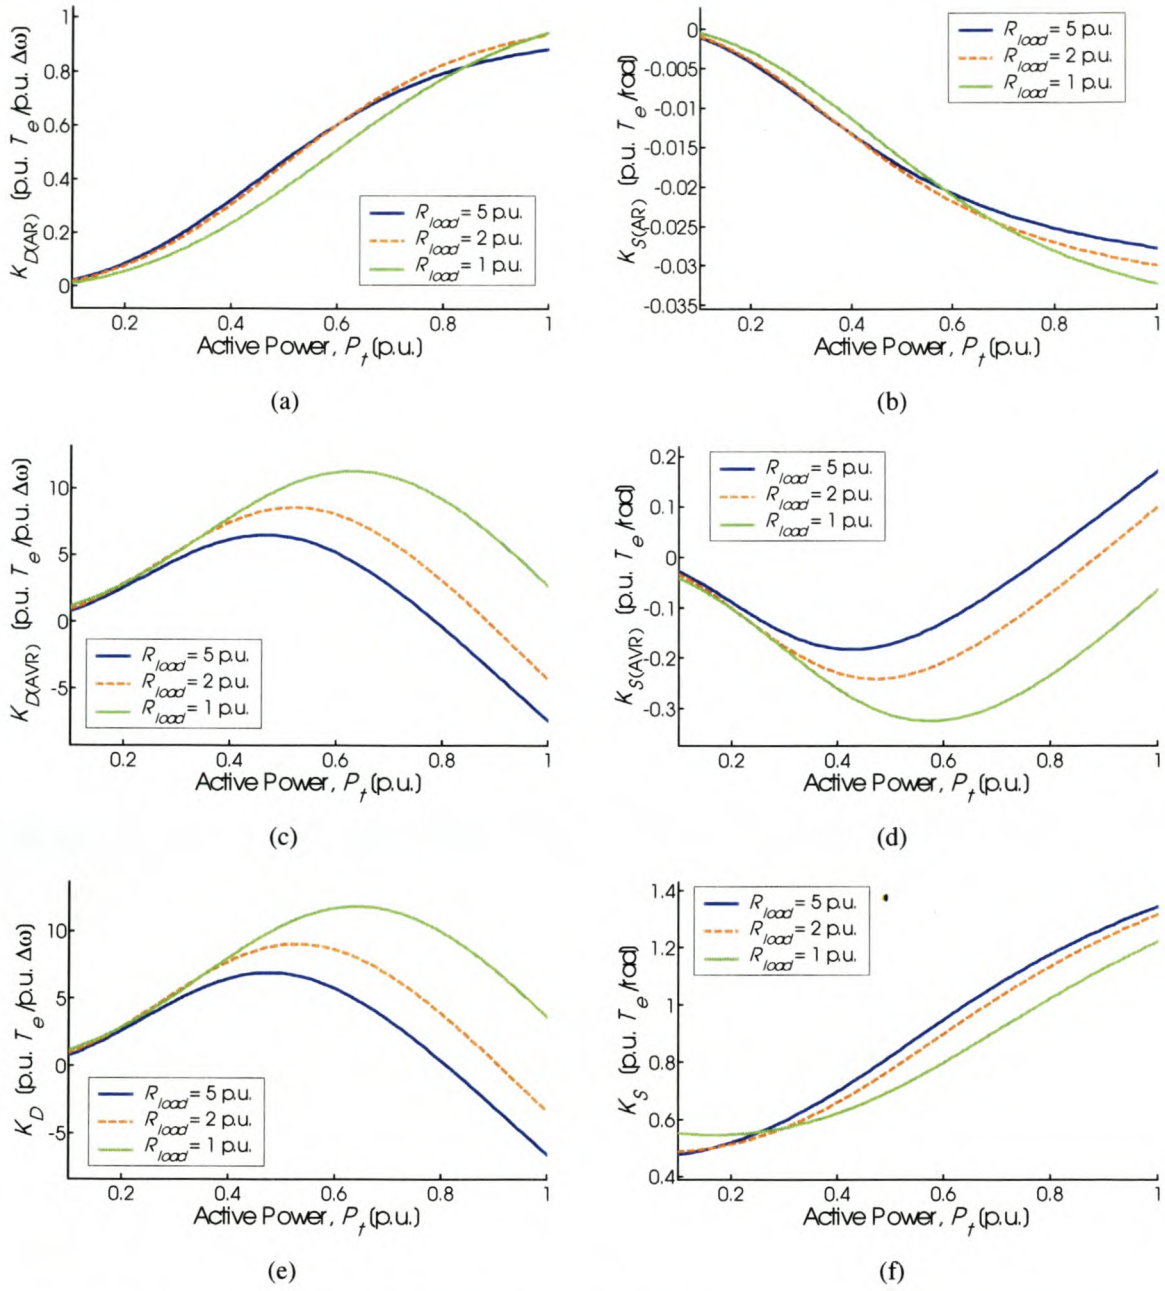 K_D(AR) (p.u. T_e /p.u. Δω)
1
0.8
0.6
0.4
0.2
0
R_load = 5 p.u.
R_load = 2 p.u.
R_load = 1 p.u.
0.2 0.4 0.6 0.8 1
Active Power, P_t (p.u.)
(a)
K_S(AR) (p.u. T_e /rad)
0
-0.005
-0.01
-0.015
-0.02
-0.025
-0.03
-0.035
R_load = 5 p.u.
R_load = 2 p.u.
R_load = 1 p.u.
0.2 0.4 0.6 0.8 1
Active Power, P_t (p.u.)
(b)
K_D(AVR) (p.u. T_e /p.u. Δω)
10
5
0
-5
R_load = 5 p.u.
R_load = 2 p.u.
R_load = 1 p.u.
0.2 0.4 0.6 0.8 1
Active Power, P_t (p.u.)
(c)
K_S(AVR) (p.u. T_e /rad)
0.2
0.1
0
-0.1
-0.2
-0.3
R_load = 5 p.u.
R_load = 2 p.u.
R_load = 1 p.u.
0.2 0.4 0.6 0.8 1
Active Power, P_t (p.u.)
(d)
K_D (p.u. T_e /p.u. Δω)
10
5
0
-5
R_load = 5 p.u.
R_load = 2 p.u.
R_load = 1 p.u.
0.2 0.4 0.6 0.8 1
Active Power, P_t (p.u.)
(e)
K_S (p.u. T_e /rad)
1.4
1.2
1
0.8
0.6
0.4
R_load = 5 p.u.
R_load = 2 p.u.
R_load = 1 p.u.
0.2 0.4 0.6 0.8 1
Active Power, P_t (p.u.)
(f)